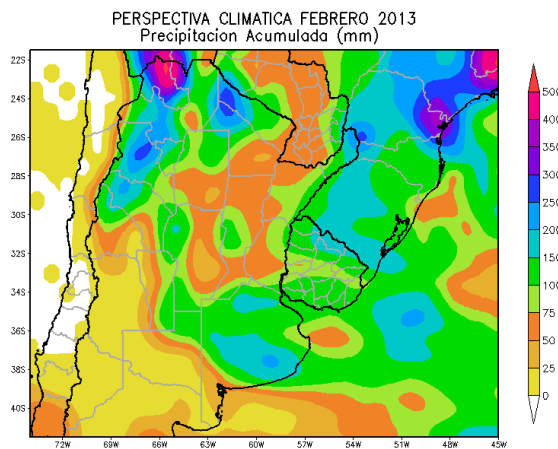 PERSPECTIVA CLIMATICA FEBRERO 2013
Precipitacion Acumulada (mm)
22S
24S
26S
28S
30S
32S
34S
36S
38S
40S
72W 69W 66W 63W 60W 57W 54W 51W 48W 45W
500
400
350
300
250
200
150
100
75
50
25
0